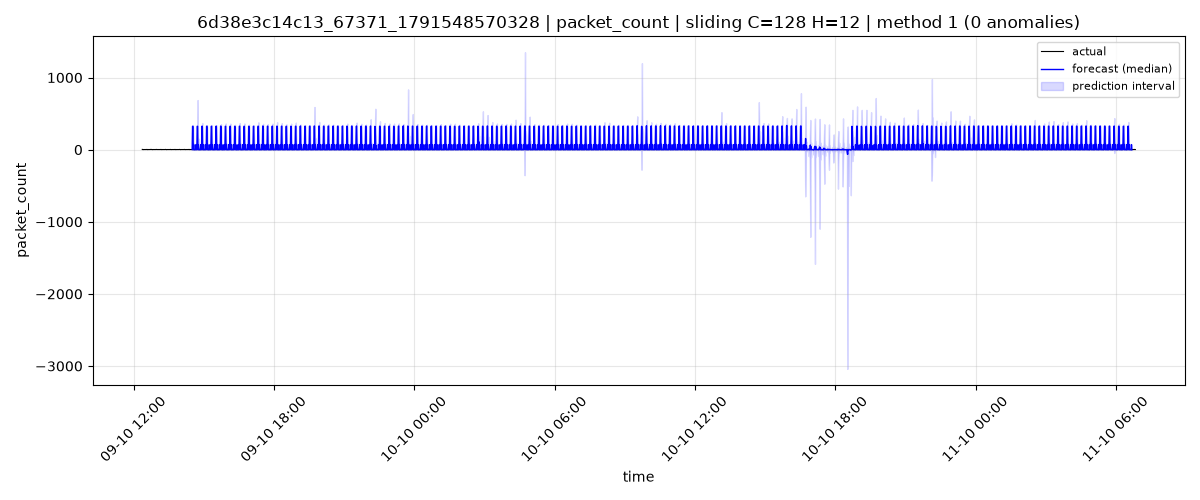 6d38e3c14c13_67371_1791548570328 | packet_count | sliding C=128 H=12 | method 1 (0 anomalies)
actual
forecast (median)
prediction interval
packet_count
1000
0
−1000
−2000
−3000
09-10 12:00
09-10 18:00
10-10 00:00
10-10 06:00
10-10 12:00
10-10 18:00
11-10 00:00
11-10 06:00
time